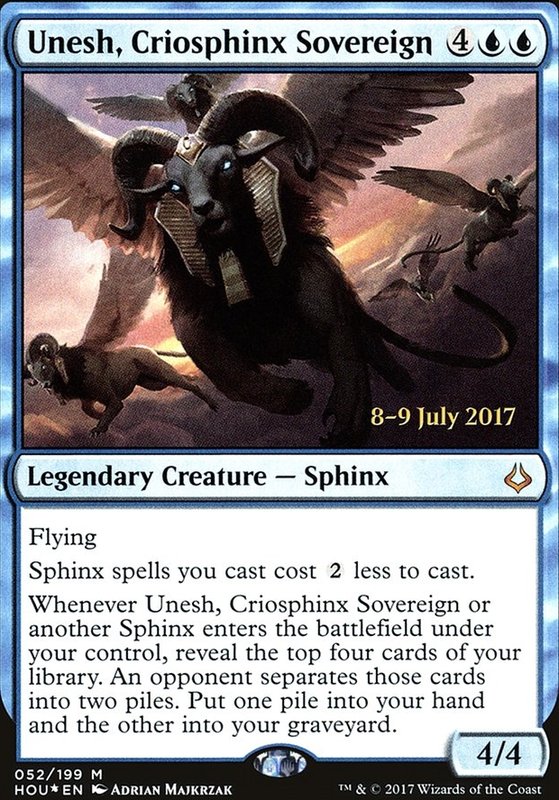 Unesh, Criosphinx Sovereign 4
8-9 July 2017
Legendary Creature — Sphinx
Flying
Sphinx spells you cast cost 2 less to cast.
Whenever Unesh, Criosphinx Sovereign or
another Sphinx enters the battlefield under
your control, reveal the top four cards of your
library. An opponent separates those cards
into two piles. Put one pile into your hand
and the other into your graveyard.
4/4
052/199 M
HOU★EN Adrian Majkrzak
™ & © 2017 Wizards of the Coast